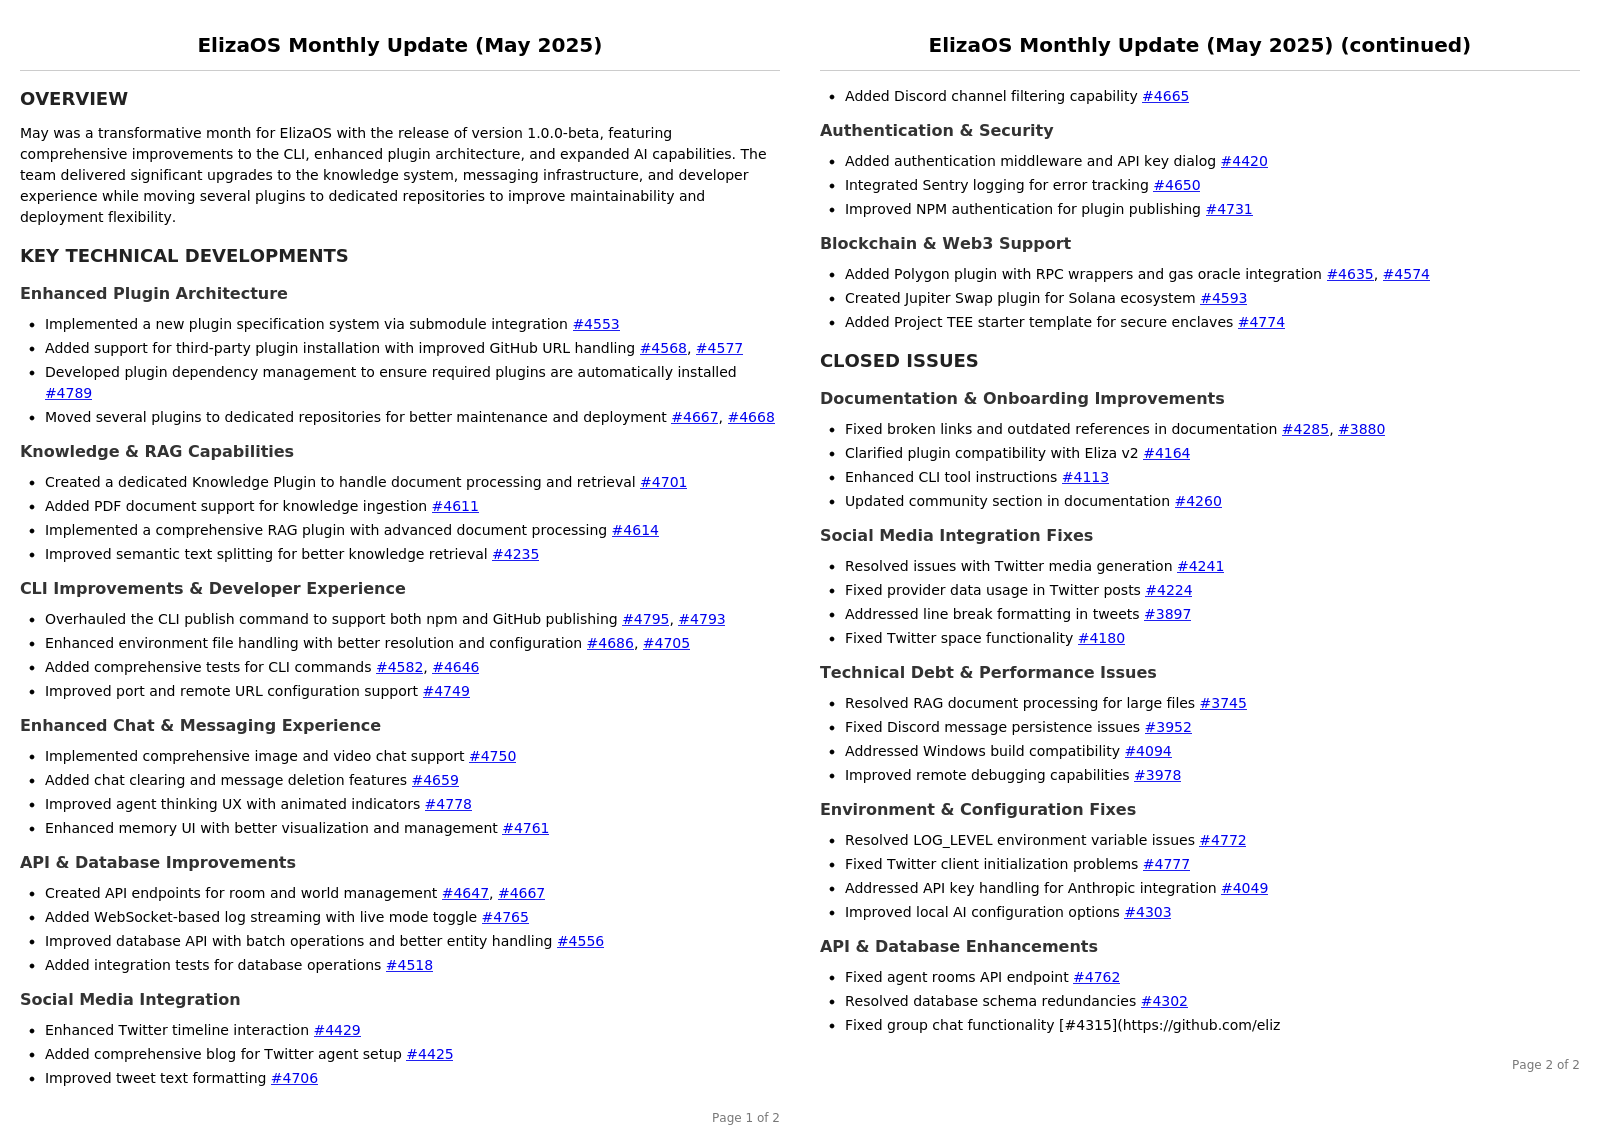 ElizaOS Monthly Update (May 2025)
OVERVIEW
May was a transformative month for ElizaOS with the release of version 1.0.0-beta, featuring
comprehensive improvements to the CLI, enhanced plugin architecture, and expanded AI capabilities. The
team delivered significant upgrades to the knowledge system, messaging infrastructure, and developer
experience while moving several plugins to dedicated repositories to improve maintainability and
deployment flexibility.
KEY TECHNICAL DEVELOPMENTS
Enhanced Plugin Architecture
• Implemented a new plugin specification system via submodule integration #4553
• Added support for third-party plugin installation with improved GitHub URL handling #4568, #4577
• Developed plugin dependency management to ensure required plugins are automatically installed
#4789
• Moved several plugins to dedicated repositories for better maintenance and deployment #4667, #4668
Knowledge & RAG Capabilities
• Created a dedicated Knowledge Plugin to handle document processing and retrieval #4701
• Added PDF document support for knowledge ingestion #4611
• Implemented a comprehensive RAG plugin with advanced document processing #4614
• Improved semantic text splitting for better knowledge retrieval #4235
CLI Improvements & Developer Experience
• Overhauled the CLI publish command to support both npm and GitHub publishing #4795, #4793
• Enhanced environment file handling with better resolution and configuration #4686, #4705
• Added comprehensive tests for CLI commands #4582, #4646
• Improved port and remote URL configuration support #4749
Enhanced Chat & Messaging Experience
• Implemented comprehensive image and video chat support #4750
• Added chat clearing and message deletion features #4659
• Improved agent thinking UX with animated indicators #4778
• Enhanced memory UI with better visualization and management #4761
API & Database Improvements
• Created API endpoints for room and world management #4647, #4667
• Added WebSocket-based log streaming with live mode toggle #4765
• Improved database API with batch operations and better entity handling #4556
• Added integration tests for database operations #4518
Social Media Integration
• Enhanced Twitter timeline interaction #4429
• Added comprehensive blog for Twitter agent setup #4425
• Improved tweet text formatting #4706
Page 1 of 2
ElizaOS Monthly Update (May 2025) (continued)
• Added Discord channel filtering capability #4665
Authentication & Security
• Added authentication middleware and API key dialog #4420
• Integrated Sentry logging for error tracking #4650
• Improved NPM authentication for plugin publishing #4731
Blockchain & Web3 Support
• Added Polygon plugin with RPC wrappers and gas oracle integration #4635, #4574
• Created Jupiter Swap plugin for Solana ecosystem #4593
• Added Project TEE starter template for secure enclaves #4774
CLOSED ISSUES
Documentation & Onboarding Improvements
• Fixed broken links and outdated references in documentation #4285, #3880
• Clarified plugin compatibility with Eliza v2 #4164
• Enhanced CLI tool instructions #4113
• Updated community section in documentation #4260
Social Media Integration Fixes
• Resolved issues with Twitter media generation #4241
• Fixed provider data usage in Twitter posts #4224
• Addressed line break formatting in tweets #3897
• Fixed Twitter space functionality #4180
Technical Debt & Performance Issues
• Resolved RAG document processing for large files #3745
• Fixed Discord message persistence issues #3952
• Addressed Windows build compatibility #4094
• Improved remote debugging capabilities #3978
Environment & Configuration Fixes
• Resolved LOG_LEVEL environment variable issues #4772
• Fixed Twitter client initialization problems #4777
• Addressed API key handling for Anthropic integration #4049
• Improved local AI configuration options #4303
API & Database Enhancements
• Fixed agent rooms API endpoint #4762
• Resolved database schema redundancies #4302
• Fixed group chat functionality [#4315](https://github.com/eliz
Page 2 of 2